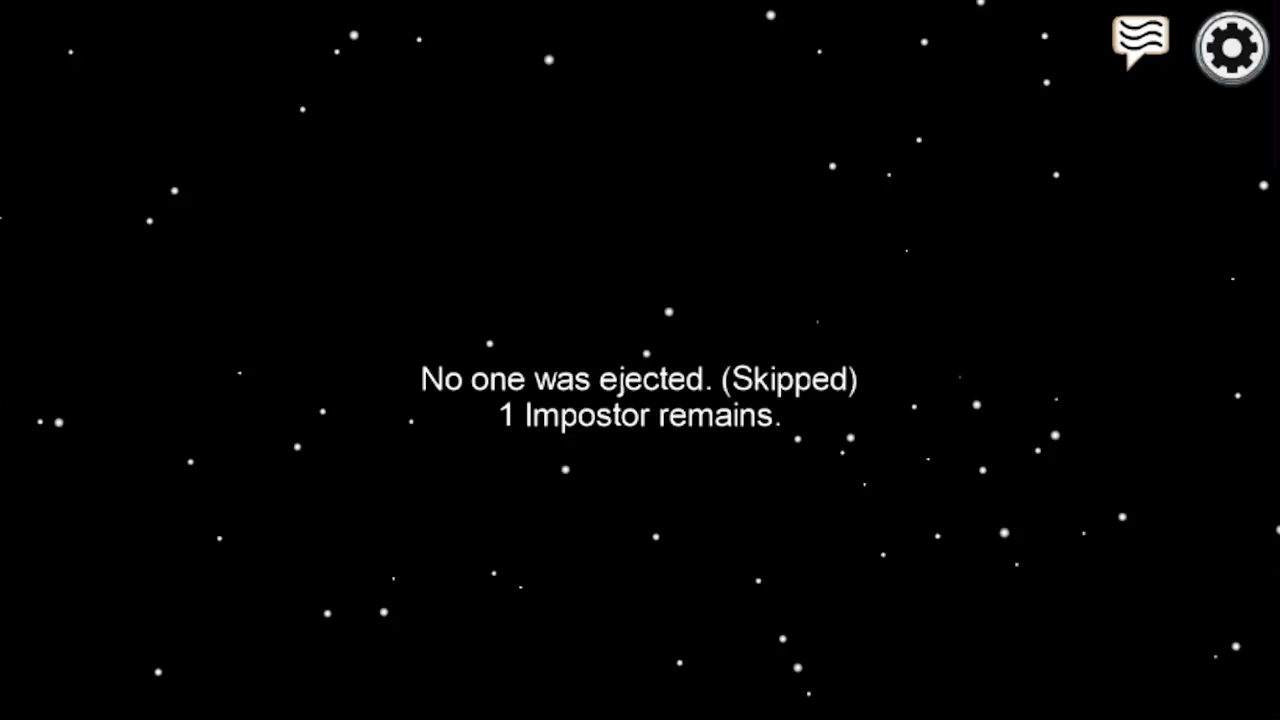 No one was ejected. (Skipped)
1 Impostor remains.